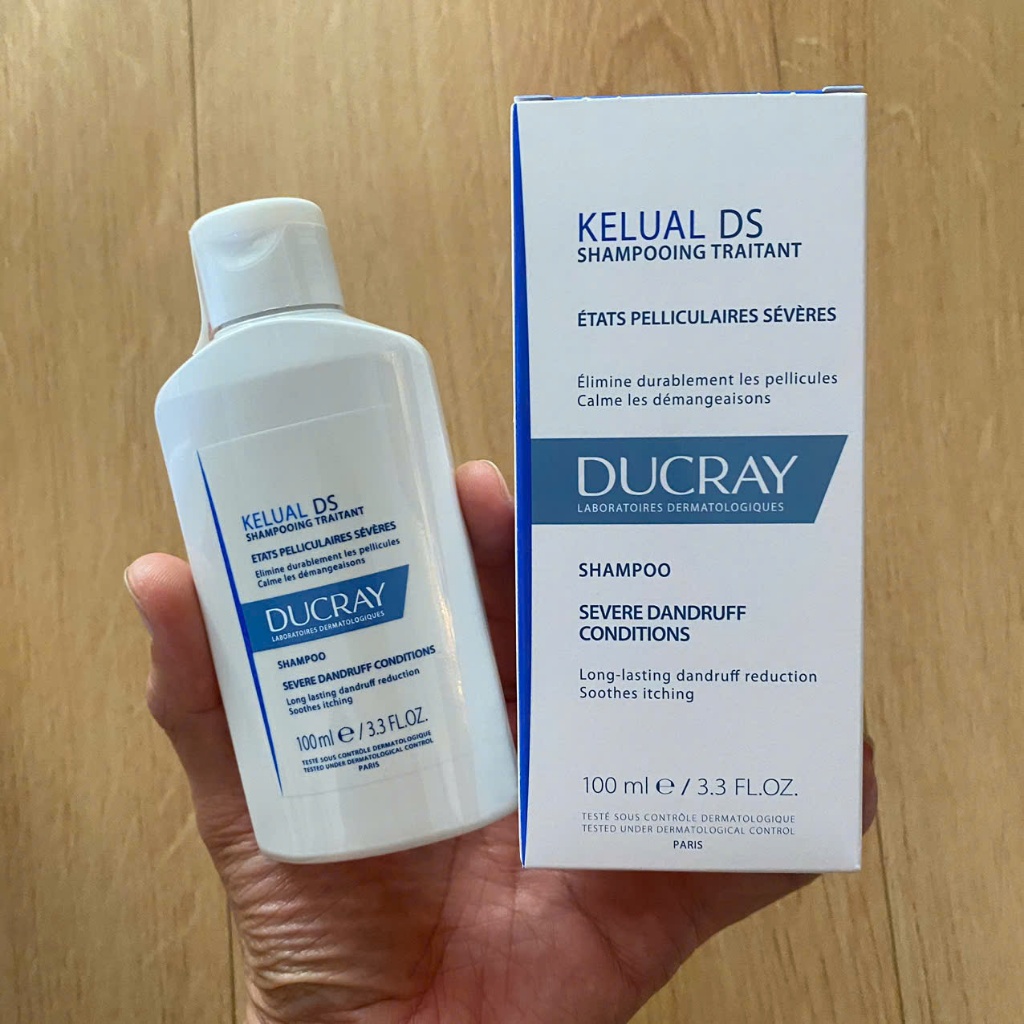 KELUAL DS
SHAMPOOING TRAITANT
ETATS PELLICULAIRES SÉVÈRES
Elimine durablement les pellicules
Calme les démangeaisons
DUCRAY
LABORATOIRES DERMATOLOGIQUES
SHAMPOO
SEVERE DANDRUFF CONDITIONS
Long lasting dandruff reduction
Soothes itching
100 ml ℮ / 3.3 FL.OZ.
TESTÉ SOUS CONTRÔLE DERMATOLOGIQUE
TESTED UNDER DERMATOLOGICAL CONTROL
PARIS
KELUAL DS
SHAMPOOING TRAITANT
ÉTATS PELLICULAIRES SÉVÈRES
Élimine durablement les pellicules
Calme les démangeaisons
DUCRAY
LABORATOIRES DERMATOLOGIQUES
SHAMPOO
SEVERE DANDRUFF
CONDITIONS
Long-lasting dandruff reduction
Soothes itching
100 ml ℮ / 3.3 FL.OZ.
TESTÉ SOUS CONTRÔLE DERMATOLOGIQUE
TESTED UNDER DERMATOLOGICAL CONTROL
PARIS